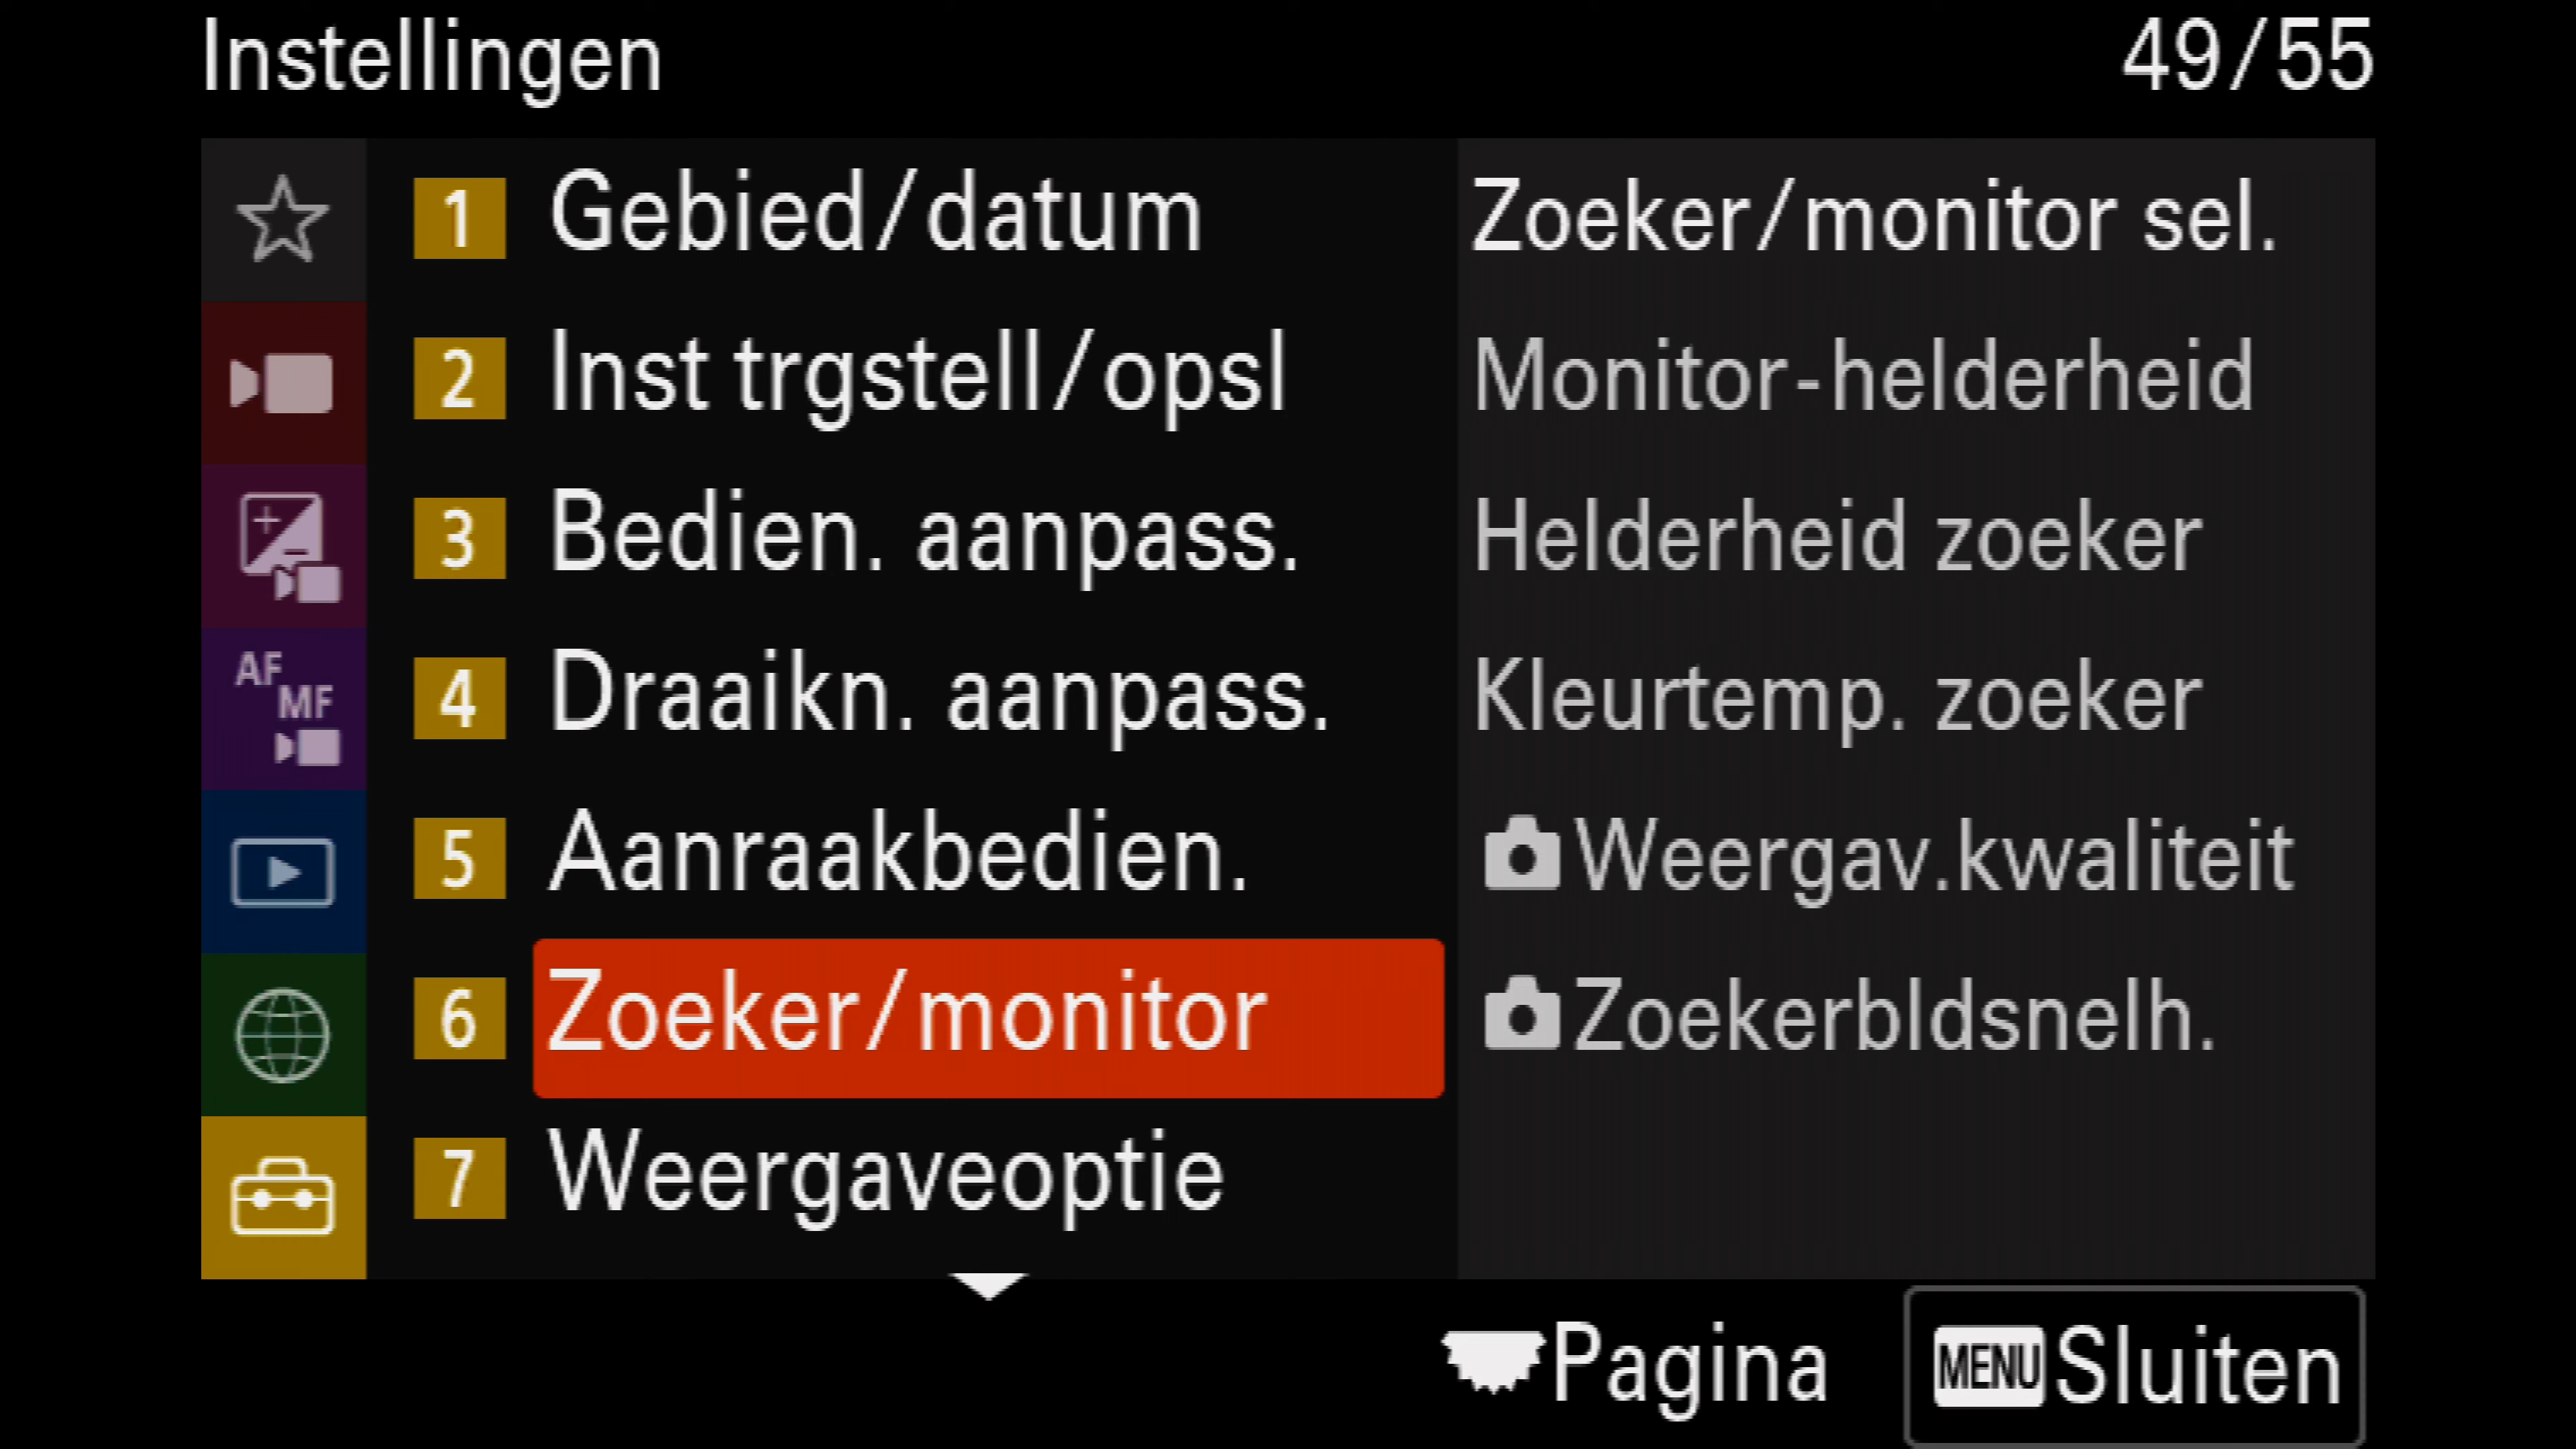 Instellingen 49/55
1 Gebied/datum
2 Inst trgstell/opsl
3 Bedien. aanpass.
4 Draaikn. aanpass.
5 Aanraakbedien.
6 Zoeker/monitor
7 Weergaveoptie
AF
MF
Zoeker/monitor sel.
Monitor-helderheid
Helderheid zoeker
Kleurtemp. zoeker
Weergav.kwaliteit
Zoekerbldsnelh.
Pagina MENU Sluiten